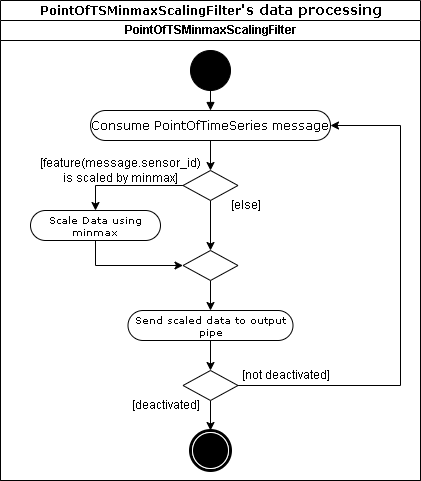 PointOfTSMinmaxScalingFilter's data processing
PointOfTSMinmaxScalingFilter
Consume PointOfTimeSeries message
[feature(message.sensor_id)
is scaled by minmax]
[else]
Scale Data using
minmax
Send scaled data to output
pipe
[not deactivated]
[deactivated]